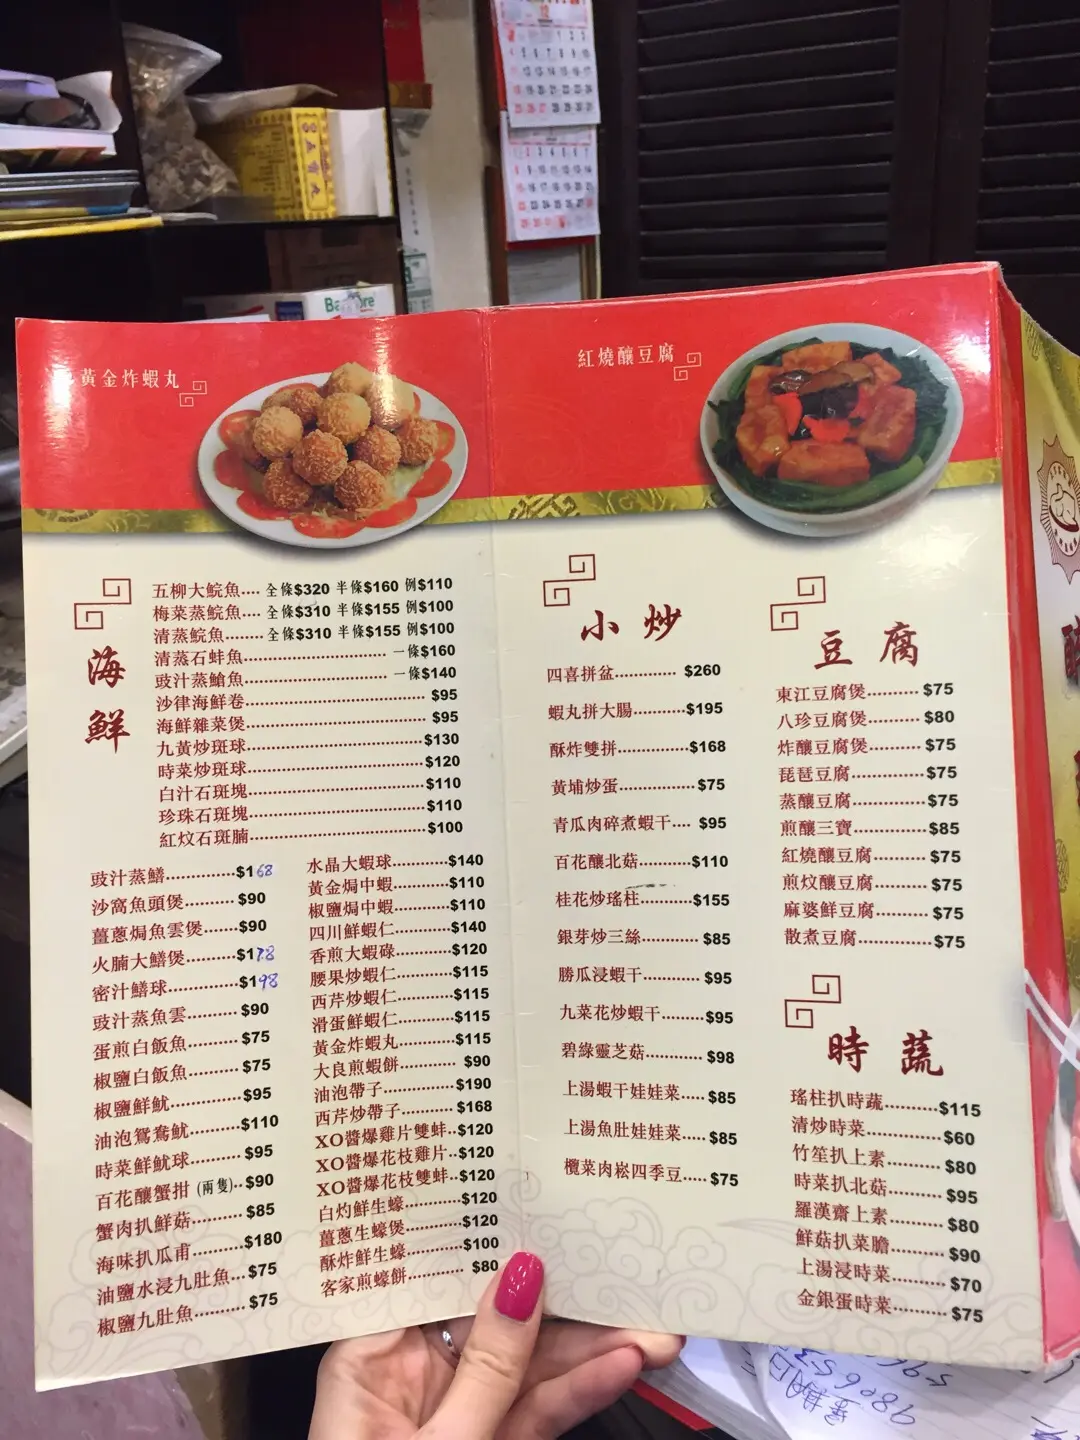 黃金炸蝦丸
紅燒釀豆腐
海鮮
五柳大鯇魚.... 全條$320 半條$160 例$110
梅菜蒸鯇魚.... 全條$310 半條$155 例$100
清蒸鯇魚........ 全條$310 半條$155 例$100
清蒸石蚌魚........................... 一條$160
豉汁蒸鱠魚........................... 一條$140
沙律海鮮卷................................... $95
海鮮雜菜煲................................... $95
九黃炒斑球................................... $130
時菜炒斑球................................... $120
白汁石斑塊................................... $110
珍珠石斑塊................................... $110
紅炆石斑腩................................... $100
豉汁蒸鱔..............$168
沙窩魚頭煲.......... $90
薑蔥焗魚雲煲.......$90
火腩大鱔煲..........$178
密汁鱔球..............$198
豉汁蒸魚雲.......... $90
蛋煎白飯魚.......... $75
椒鹽白飯魚.......... $75
椒鹽鮮魷.............. $95
油泡鴛鴦魷..........$110
時菜鮮魷球.......... $95
百花釀蟹拑 (兩隻)..$90
蟹肉扒鮮菇.......... $85
海味扒瓜甫..........$180
油鹽水浸九肚魚... $75
椒鹽九肚魚.......... $75
水晶大蝦球..........$140
黃金焗中蝦..........$110
椒鹽焗中蝦..........$110
四川鮮蝦仁..........$140
香煎大蝦碌..........$120
腰果炒蝦仁..........$115
西芹炒蝦仁..........$115
滑蛋鮮蝦仁..........$115
黃金炸蝦丸..........$115
大良煎蝦餅.......... $90
油泡帶子..............$190
西芹炒帶子..........$168
XO醬爆雞片雙蚌..$120
XO醬爆花枝雞片..$120
XO醬爆花枝雙蚌..$120
白灼鮮生蠔..........$120
薑蔥生蠔煲..........$120
酥炸鮮生蠔..........$100
客家煎蠔餅.......... $80
小炒
四喜拼盆............ $260
蝦丸拼大腸..........$195
酥炸雙拼..............$168
黃埔炒蛋..............$75
青瓜肉碎煮蝦干.... $95
百花釀北菇..........$110
桂花炒瑤柱..........$155
銀芽炒三絲.......... $85
勝瓜浸蝦干.......... $95
九菜花炒蝦干........$95
碧綠靈芝菇.......... $98
上湯蝦干娃娃菜.....$85
上湯魚肚娃娃菜.....$85
欖菜肉崧四季豆.....$75
豆腐
東江豆腐煲..........$75
八珍豆腐煲..........$80
炸釀豆腐煲..........$75
琵琶豆腐..............$75
蒸釀豆腐..............$75
煎釀三寶..............$85
紅燒釀豆腐..........$75
煎炆釀豆腐..........$75
麻婆鮮豆腐..........$75
散煮豆腐..............$75
時蔬
瑤柱扒時蔬..........$115
清炒時菜..............$60
竹笙扒上素..........$80
時菜扒北菇..........$95
羅漢齋上素..........$80
鮮菇扒菜膽..........$90
上湯浸時菜..........$70
金銀蛋時菜..........$75